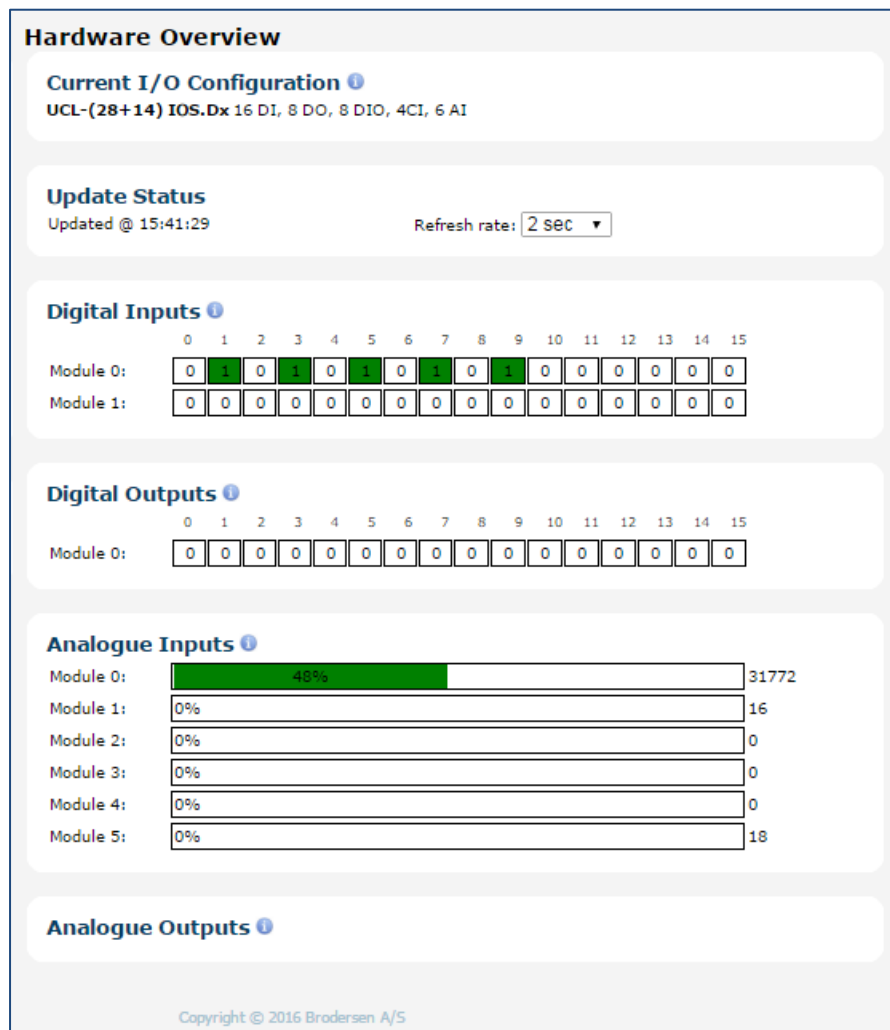 Hardware Overview
Current I/O Configuration
UCL-(28+14) IOS.Dx 16 DI, 8 DO, 8 DIO, 4CI, 6 AI
Update Status
Updated @ 15:41:29 Refresh rate: 2 sec
Digital Inputs
0 1 2 3 4 5 6 7 8 9 10 11 12 13 14 15
Module 0: 0 1 0 1 0 1 0 1 0 1 0 0 0 0 0 0
Module 1: 0 0 0 0 0 0 0 0 0 0 0 0 0 0 0 0
Digital Outputs
0 1 2 3 4 5 6 7 8 9 10 11 12 13 14 15
Module 0: 0 0 0 0 0 0 0 0 0 0 0 0 0 0 0 0
Analogue Inputs
Module 0: 48% 31772
Module 1: 0% 16
Module 2: 0% 0
Module 3: 0% 0
Module 4: 0% 0
Module 5: 0% 18
Analogue Outputs
Copyright © 2016 Brodersen A/S